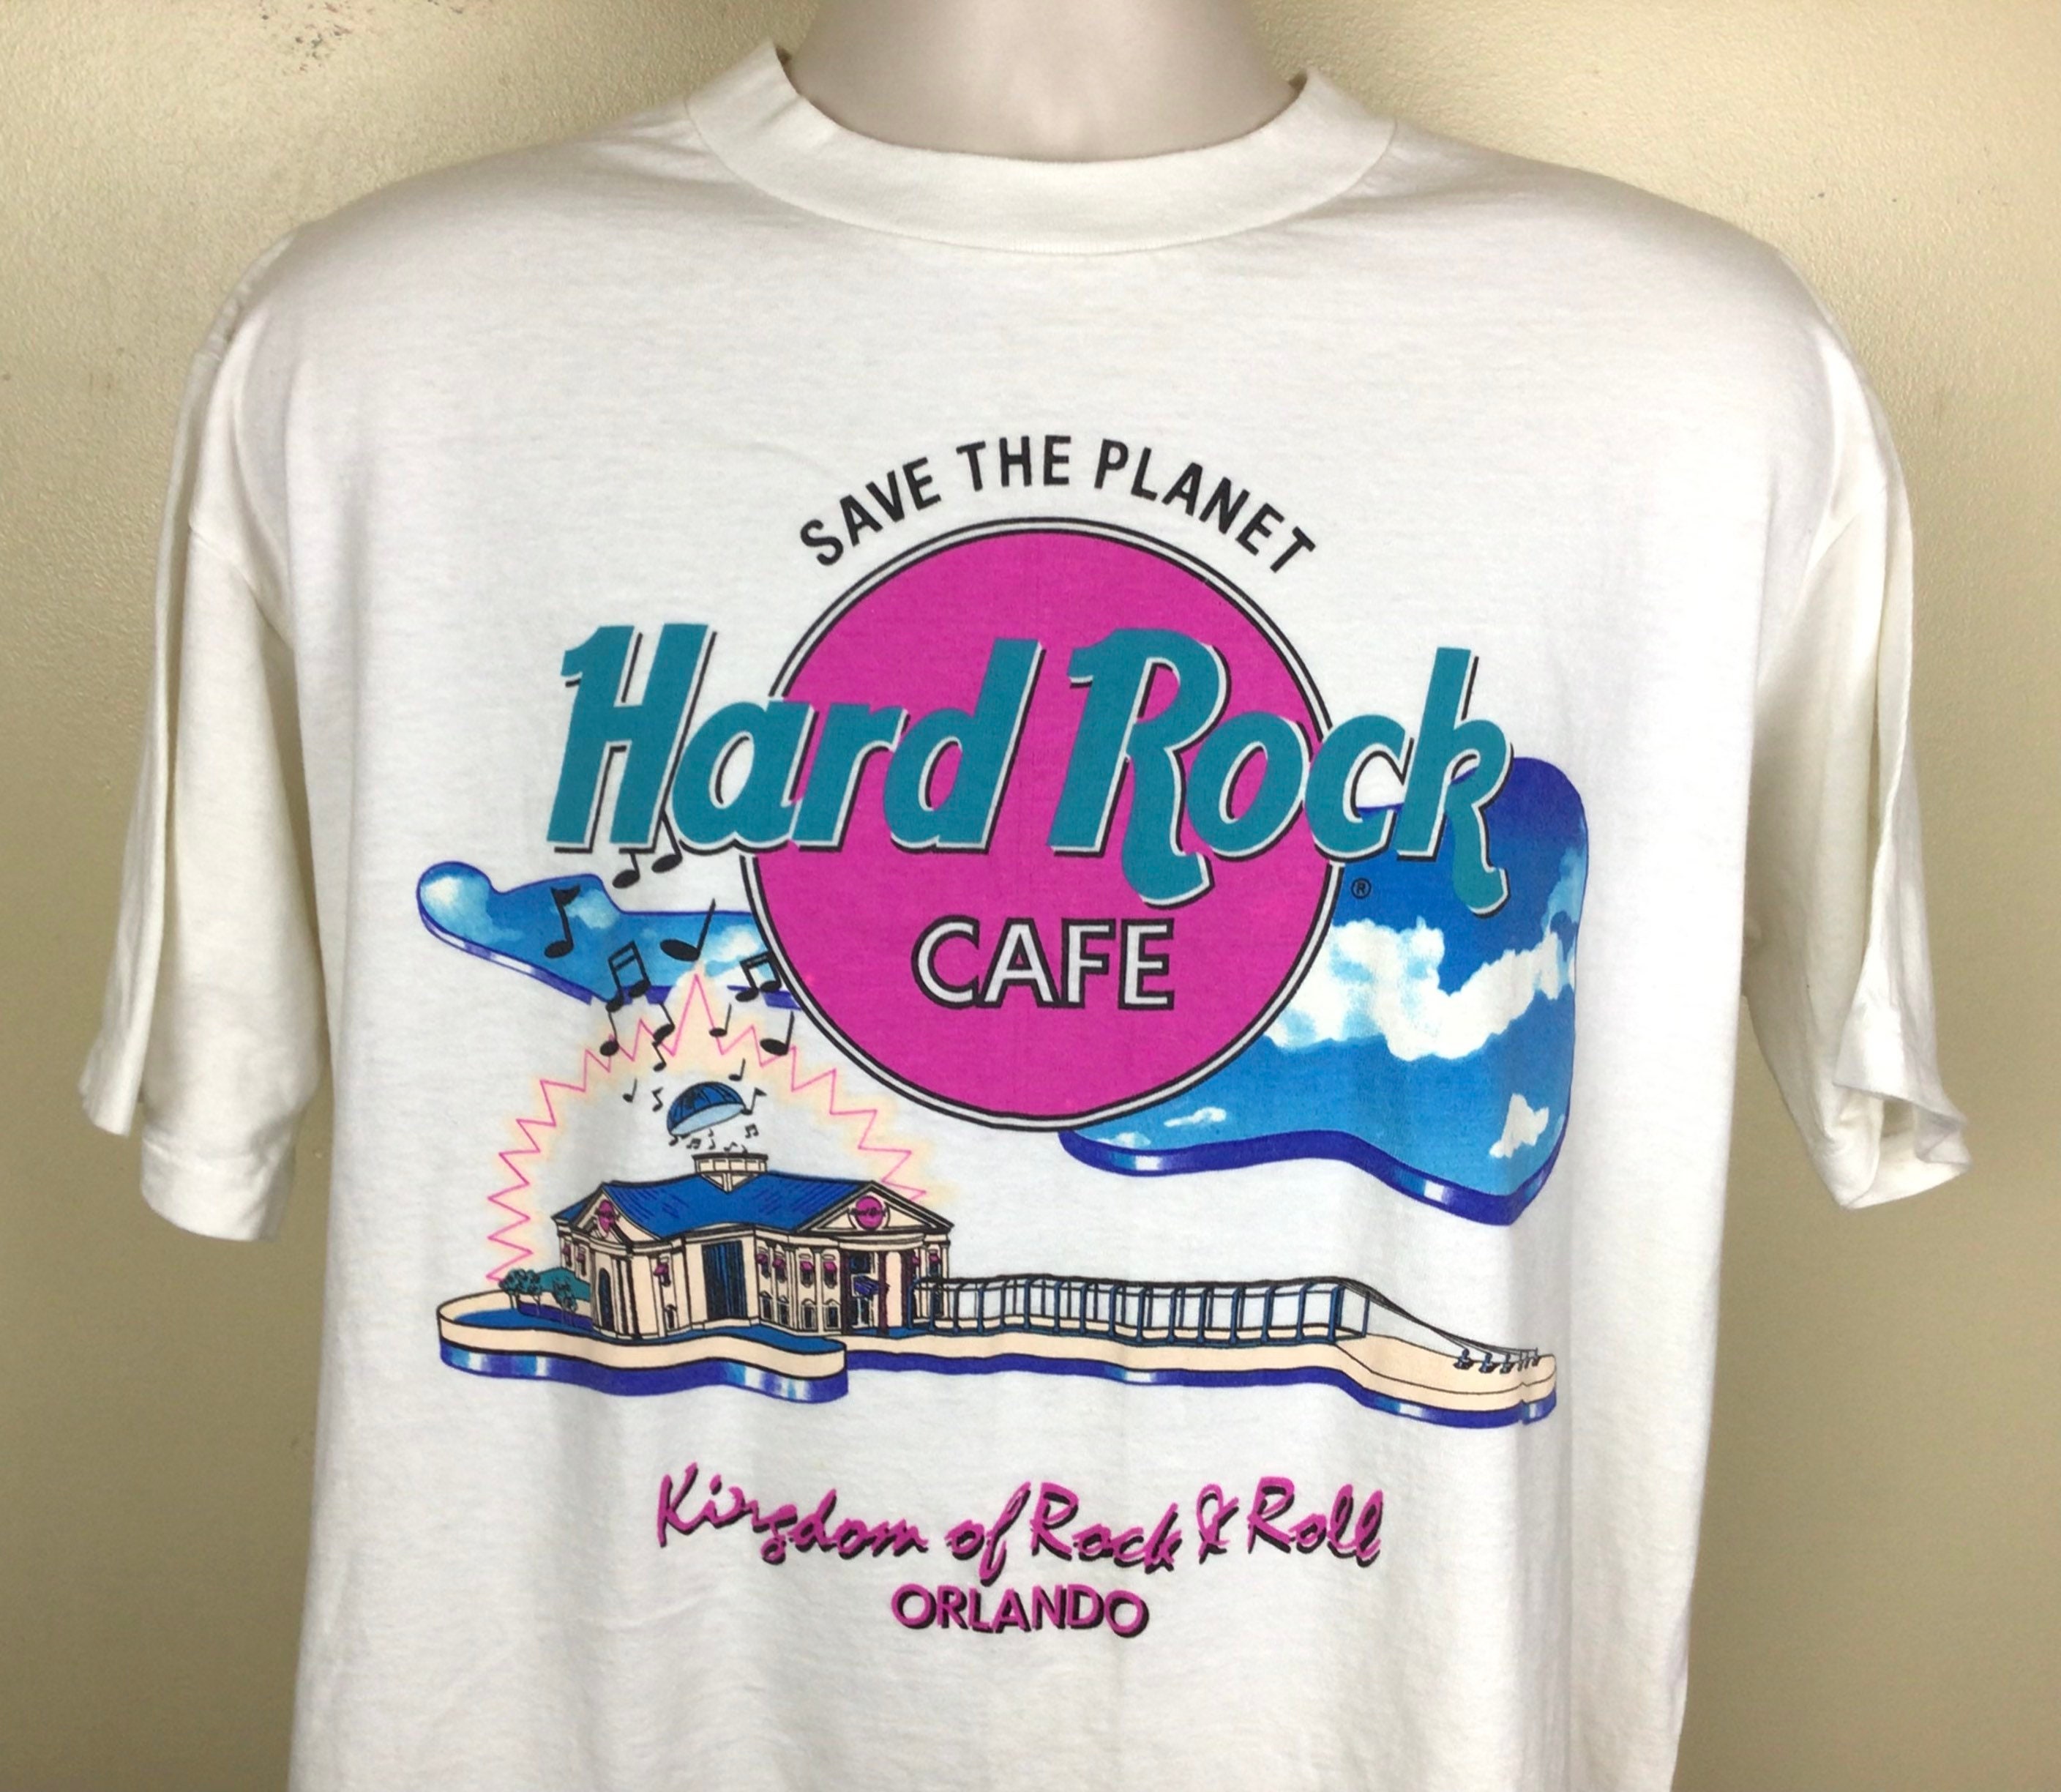 SAVE THE PLANET
Hard Rock
®
CAFE
Kingdom of Rock & Roll
ORLANDO